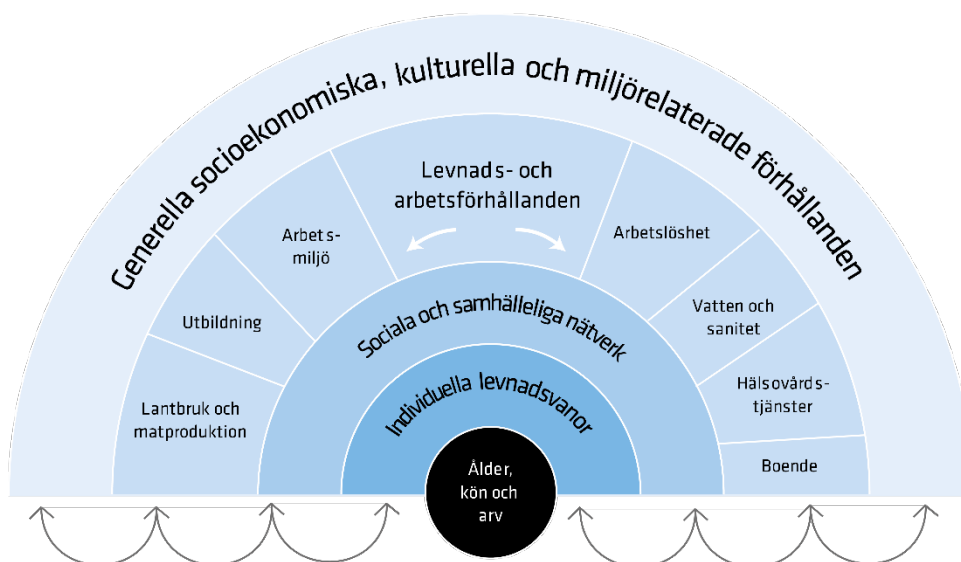 Generella socioekonomiska, kulturella och miljörelaterade förhållanden
Levnads- och
arbetsförhållanden
Arbets-
miljö
Arbetslöshet
Utbildning
Vatten och
sanitet
Lantbruk och
matproduktion
Hälsovårds-
tjänster
Boende
Sociala och samhälleliga nätverk
Individuella levnadsvanor
Ålder,
kön och
arv